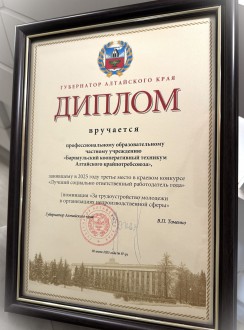 ГУБЕРНАТОР АЛТАЙСКОГО КРАЯ
ДИПЛОМ
вручается
профессиональному образовательному
частному учреждению
«Барнаульский кооперативный техникум
Алтайского крайпотребсоюза»,
занявшему в 2023 году третье место в краевом конкурсе
«Лучший социально ответственный работодатель года»
(номинация «За трудоустройство молодежи
в организациях непроизводственной сферы»)
Губернатор Алтайского края
В.П. Томенко